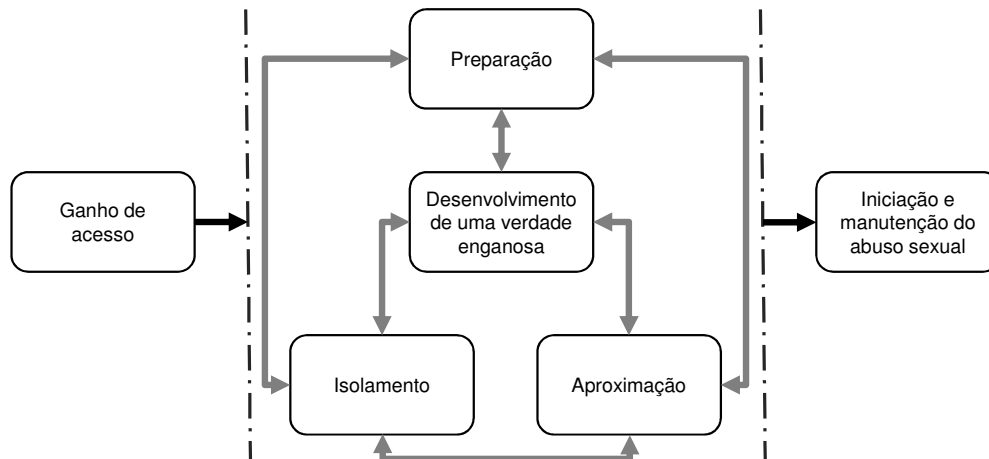 Preparação
Ganho de
acesso
Desenvolvimento
de uma verdade
enganosa
Iniciação e
manutenção do
abuso sexual
Isolamento
Aproximação